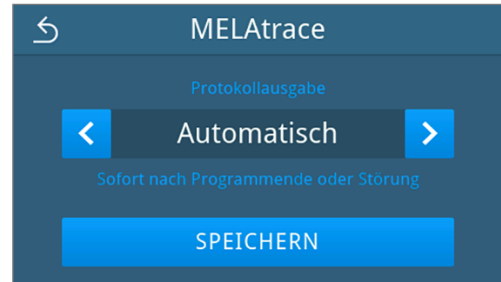 MELAtrace
Protokollausgabe
Automatisch
Sofort nach Programmende oder Störung
SPEICHERN